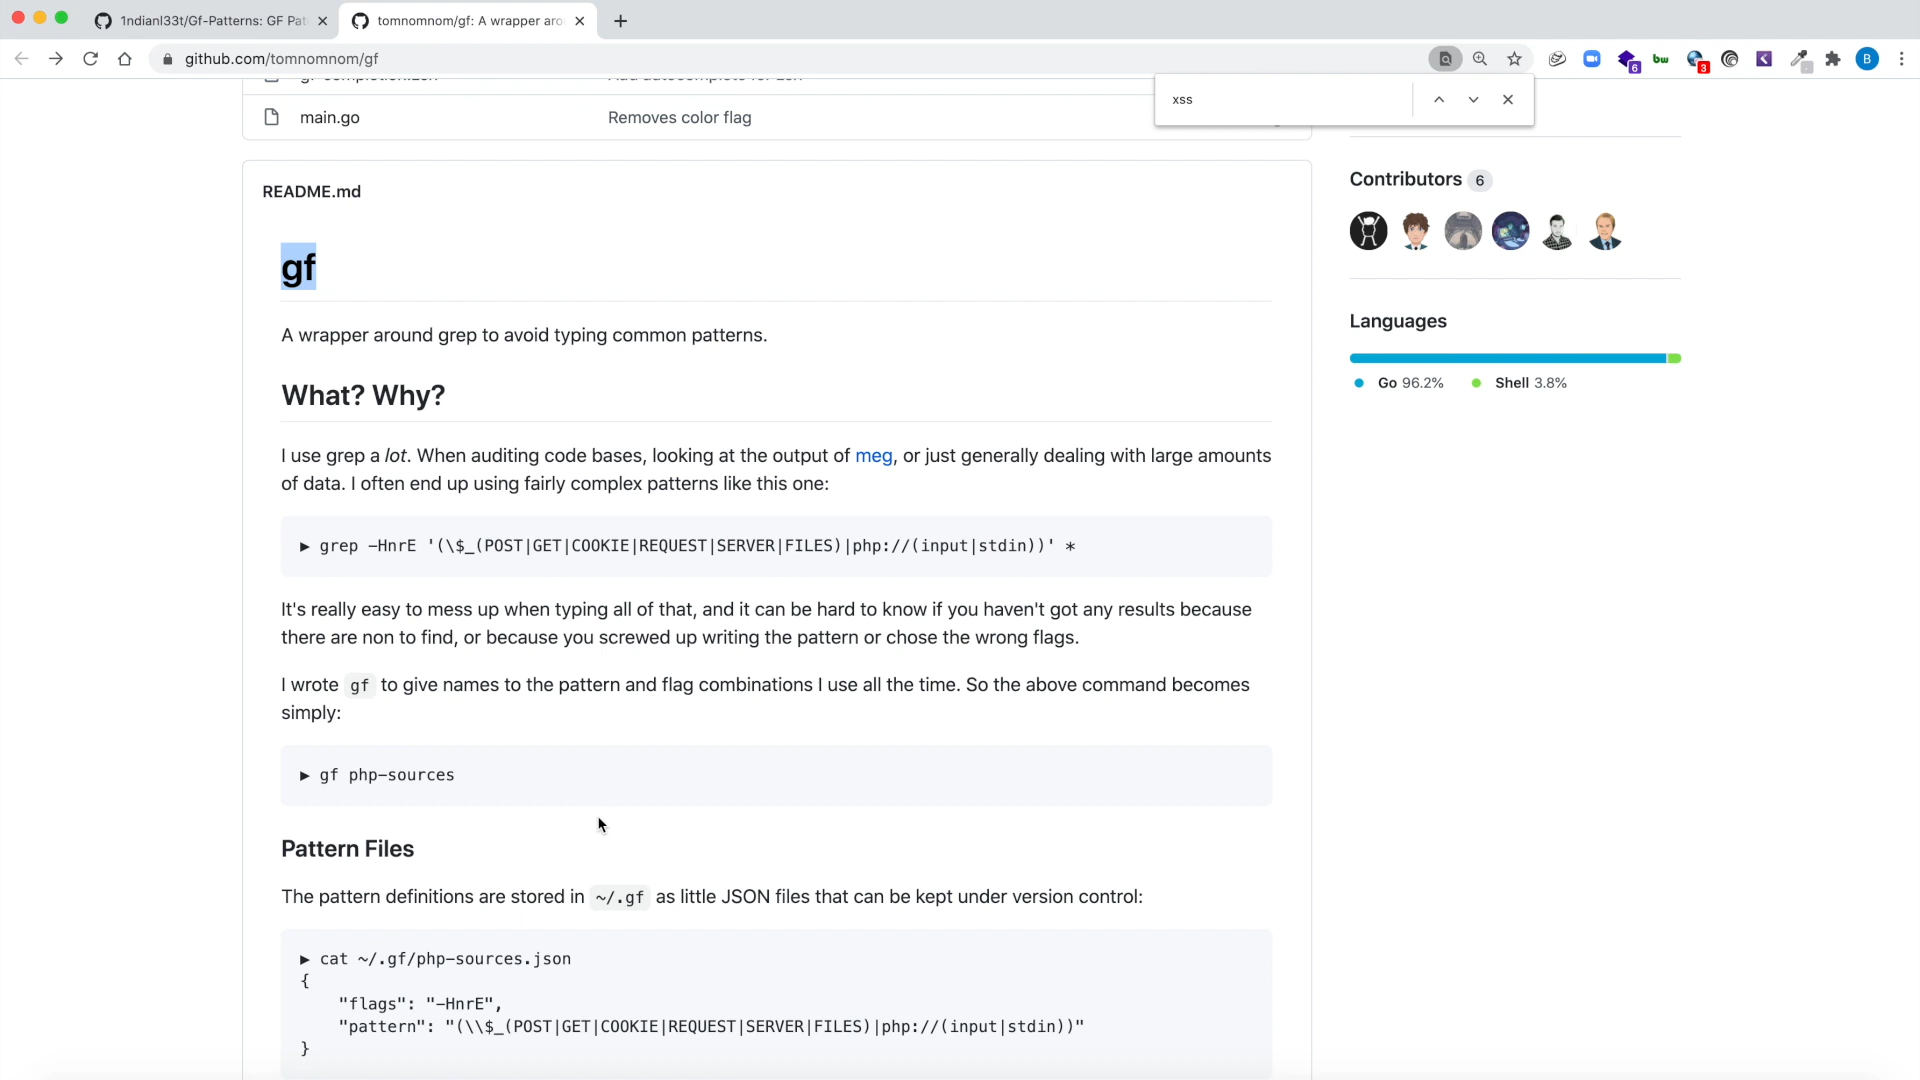 1ndianl33t/Gf-Patterns: GF Pat
tomnomnom/gf: A wrapper aro
github.com/tomnomnom/gf
6
bw
3
B
xss
main.go
Removes color flag
README.md
gf
A wrapper around grep to avoid typing common patterns.
What? Why?
I use grep a lot. When auditing code bases, looking at the output of meg, or just generally dealing with large amounts
of data. I often end up using fairly complex patterns like this one:
▶ grep -HnrE '(\$_(POST|GET|COOKIE|REQUEST|SERVER|FILES)|php://(input|stdin))' *
It's really easy to mess up when typing all of that, and it can be hard to know if you haven't got any results because
there are non to find, or because you screwed up writing the pattern or chose the wrong flags.
I wrote gf to give names to the pattern and flag combinations I use all the time. So the above command becomes
simply:
▶ gf php-sources
Pattern Files
The pattern definitions are stored in ~/.gf as little JSON files that can be kept under version control:
▶ cat ~/.gf/php-sources.json
{
"flags": "-HnrE",
"pattern": "(\\$_(POST|GET|COOKIE|REQUEST|SERVER|FILES)|php://(input|stdin))"
}
Contributors 6
Languages
Go 96.2% Shell 3.8%